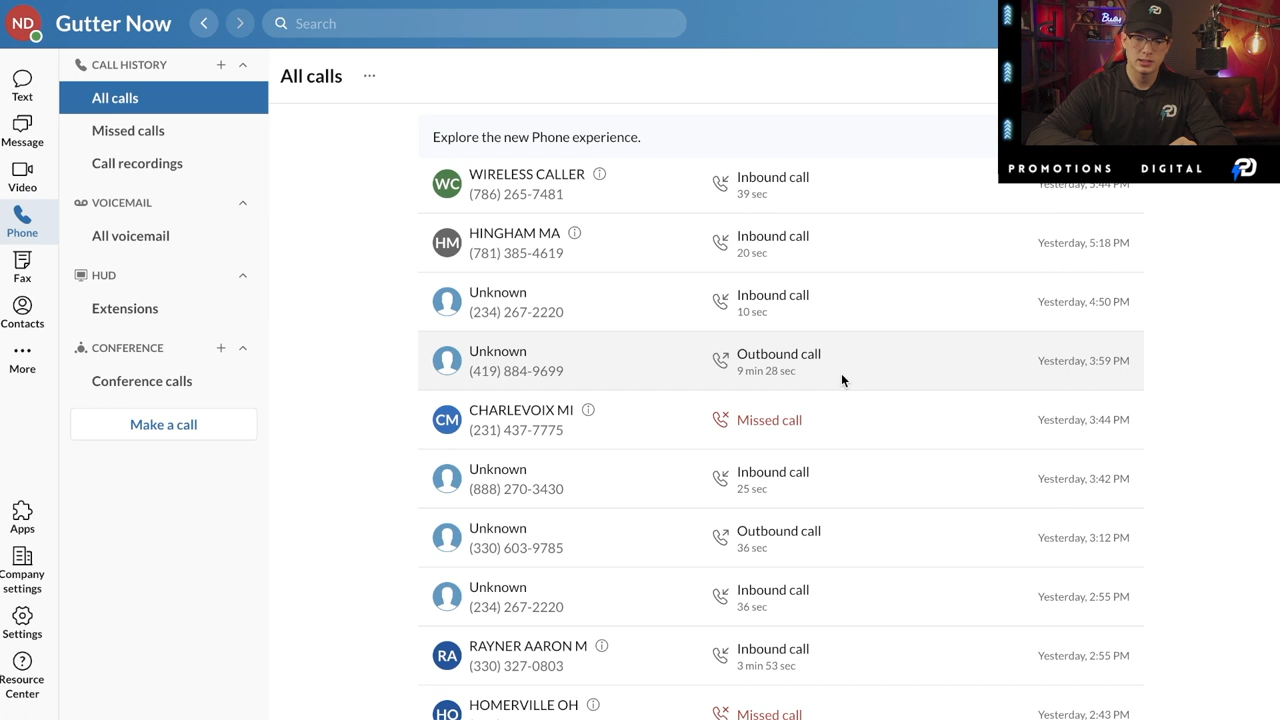 ND
Gutter Now
Search
Busy
PD
PROMOTIONS DIGITAL
Text
Message
Video
Phone
Fax
Contacts
More
Apps
Company settings
Settings
Resource Center
CALL HISTORY
All calls
Missed calls
Call recordings
VOICEMAIL
All voicemail
HUD
Extensions
CONFERENCE
Conference calls
Make a call
All calls
Explore the new Phone experience.
WC WIRELESS CALLER
(786) 265-7481
Inbound call
39 sec
Yesterday, 5:44 PM
HM HINGHAM MA
(781) 385-4619
Inbound call
20 sec
Yesterday, 5:18 PM
Unknown
(234) 267-2220
Inbound call
10 sec
Yesterday, 4:50 PM
Unknown
(419) 884-9699
Outbound call
9 min 28 sec
Yesterday, 3:59 PM
CM CHARLEVOIX MI
(231) 437-7775
Missed call
Yesterday, 3:44 PM
Unknown
(888) 270-3430
Inbound call
25 sec
Yesterday, 3:42 PM
Unknown
(330) 603-9785
Outbound call
36 sec
Yesterday, 3:12 PM
Unknown
(234) 267-2220
Inbound call
36 sec
Yesterday, 2:55 PM
RA RAYNER AARON M
(330) 327-0803
Inbound call
3 min 53 sec
Yesterday, 2:55 PM
HO HOMERVILLE OH
Missed call
Yesterday, 2:43 PM